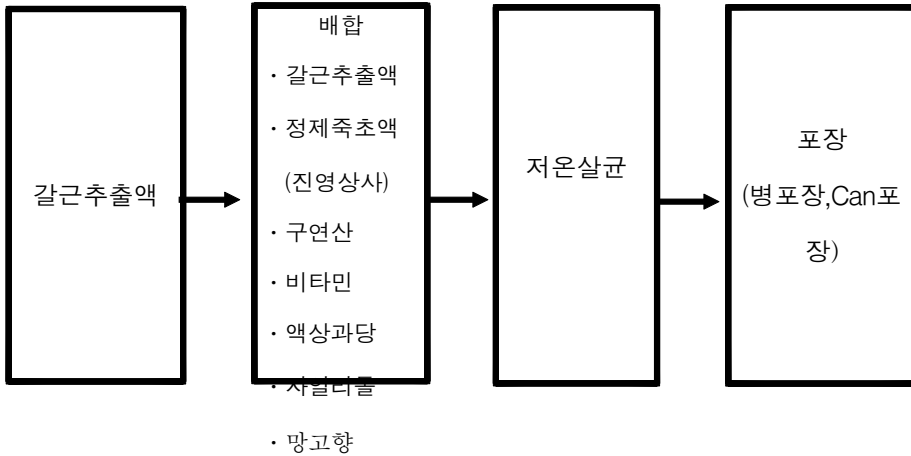 갈근추출액
배합
· 갈근추출액
· 정제죽초액
(진영상사)
· 구연산
· 비타민
· 액상과당
· 자일리톨
· 망고향
저온살균
포장
(병포장,Can포
장)